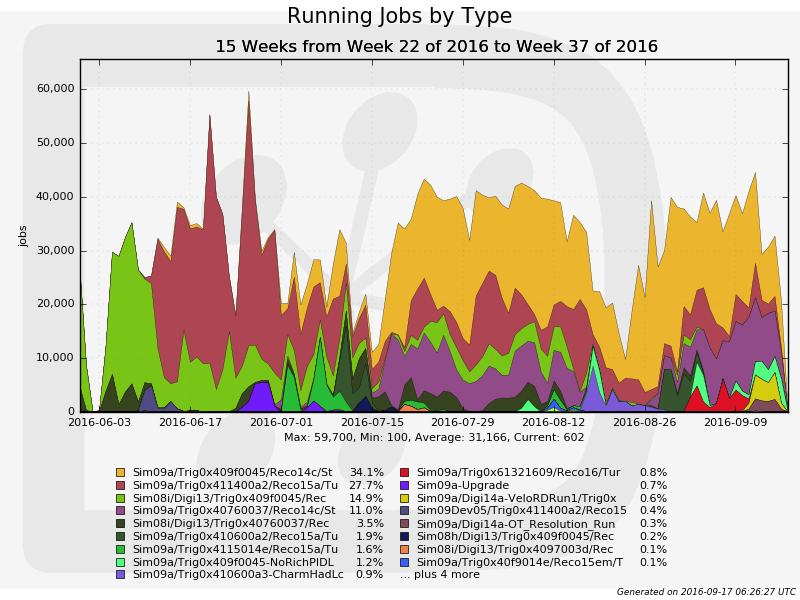 Running Jobs by Type
15 Weeks from Week 22 of 2016 to Week 37 of 2016
60,000
50,000
40,000
30,000
20,000
10,000
0
jobs
2016-06-03 2016-06-17 2016-07-01 2016-07-15 2016-07-29 2016-08-12 2016-08-26 2016-09-09
Max: 59,700, Min: 100, Average: 31,166, Current: 602
Sim09a/Trig0x409f0045/Reco14c/St 34.1%
Sim09a/Trig0x411400a2/Reco15a/Tu 27.7%
Sim08i/Digi13/Trig0x409f0045/Rec 14.9%
Sim09a/Trig0x40760037/Reco14c/St 11.0%
Sim08i/Digi13/Trig0x40760037/Rec 3.5%
Sim09a/Trig0x410600a2/Reco15a/Tu 1.9%
Sim09a/Trig0x4115014e/Reco15a/Tu 1.6%
Sim09a/Trig0x409f0045-NoRichPIDL 1.2%
Sim09a/Trig0x410600a3-CharmHadLc 0.9%
Sim09a/Trig0x61321609/Reco16/Tur 0.8%
Sim09a-Upgrade 0.7%
Sim09a/Digi14a-VeloRDRun1/Trig0x 0.6%
Sim09Dev05/Trig0x411400a2/Reco15 0.4%
Sim09a/Digi14a-OT_Resolution_Run 0.3%
Sim08h/Digi13/Trig0x409f0045/Rec 0.2%
Sim08i/Digi13/Trig0x4097003d/Rec 0.1%
Sim09a/Trig0x40f9014e/Reco15em/T 0.1%
... plus 4 more
Generated on 2016-09-17 06:26:27 UTC